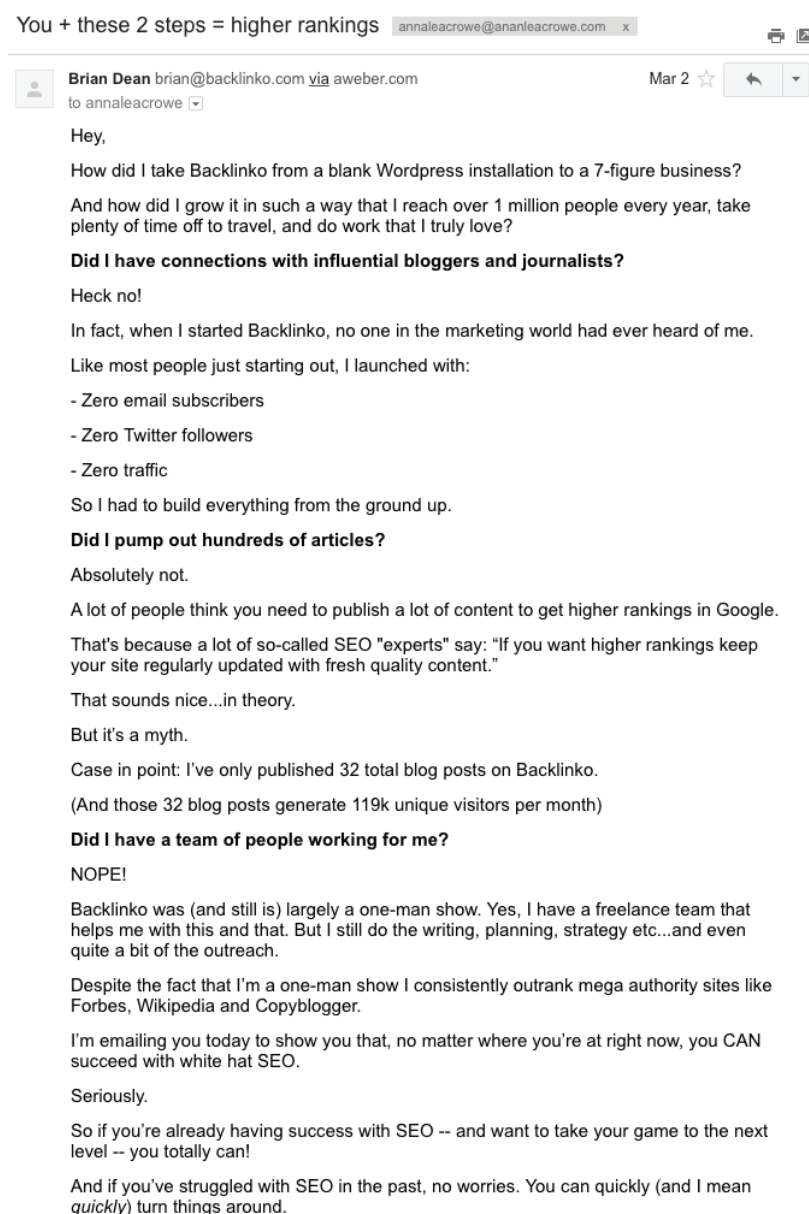 You + these 2 steps = higher rankings annaleacrowe@ananleacrowe.com x
Brian Dean brian@backlinko.com via aweber.com Mar 2
to annaleacrowe
Hey,
How did I take Backlinko from a blank Wordpress installation to a 7-figure business?
And how did I grow it in such a way that I reach over 1 million people every year, take
plenty of time off to travel, and do work that I truly love?
Did I have connections with influential bloggers and journalists?
Heck no!
In fact, when I started Backlinko, no one in the marketing world had ever heard of me.
Like most people just starting out, I launched with:
- Zero email subscribers
- Zero Twitter followers
- Zero traffic
So I had to build everything from the ground up.
Did I pump out hundreds of articles?
Absolutely not.
A lot of people think you need to publish a lot of content to get higher rankings in Google.
That's because a lot of so-called SEO "experts" say: “If you want higher rankings keep
your site regularly updated with fresh quality content.”
That sounds nice...in theory.
But it’s a myth.
Case in point: I’ve only published 32 total blog posts on Backlinko.
(And those 32 blog posts generate 119k unique visitors per month)
Did I have a team of people working for me?
NOPE!
Backlinko was (and still is) largely a one-man show. Yes, I have a freelance team that
helps me with this and that. But I still do the writing, planning, strategy etc...and even
quite a bit of the outreach.
Despite the fact that I’m a one-man show I consistently outrank mega authority sites like
Forbes, Wikipedia and Copyblogger.
I’m emailing you today to show you that, no matter where you’re at right now, you CAN
succeed with white hat SEO.
Seriously.
So if you’re already having success with SEO -- and want to take your game to the next
level -- you totally can!
And if you’ve struggled with SEO in the past, no worries. You can quickly (and I mean
quickly) turn things around.